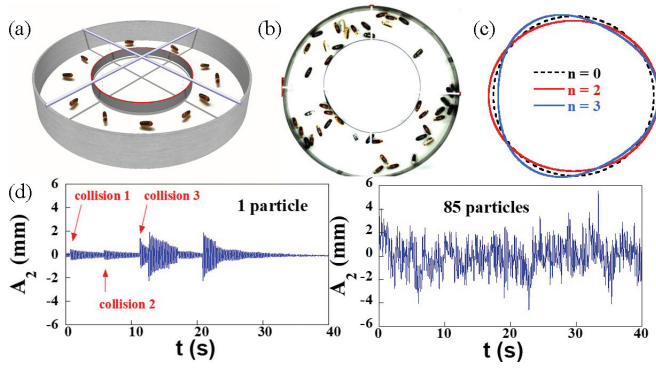 (a)
(b)
(c)
n = 0
n = 2
n = 3
(d)
A2 (mm)
6
4
2
0
-2
-4
-6
collision 1
collision 3
collision 2
1 particle
0
10
20
30
40
t (s)
A2 (mm)
6
4
2
0
-2
-4
-6
85 particles
0
10
20
30
40
t (s)